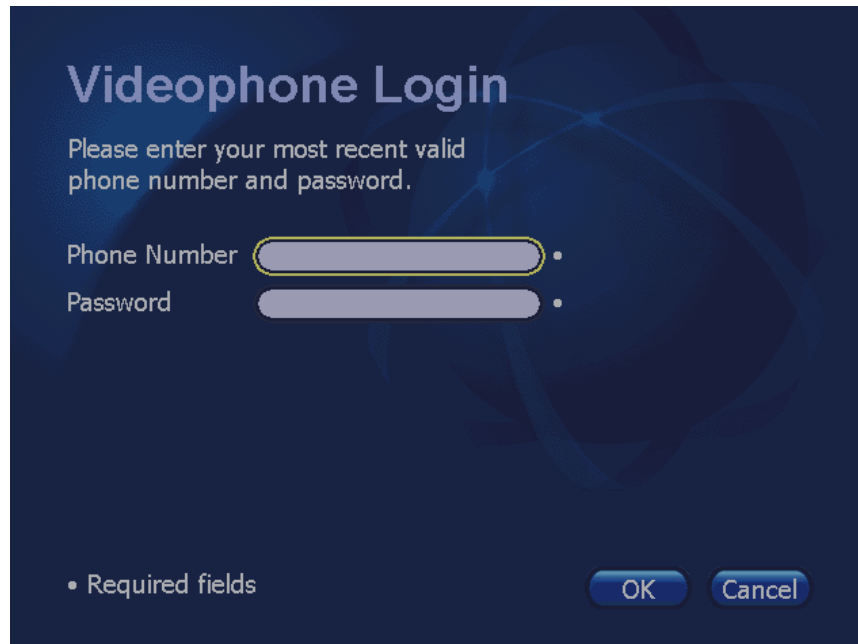 Videophone Login
Please enter your most recent valid
phone number and password.
Phone Number •
Password •
• Required fields
OK
Cancel